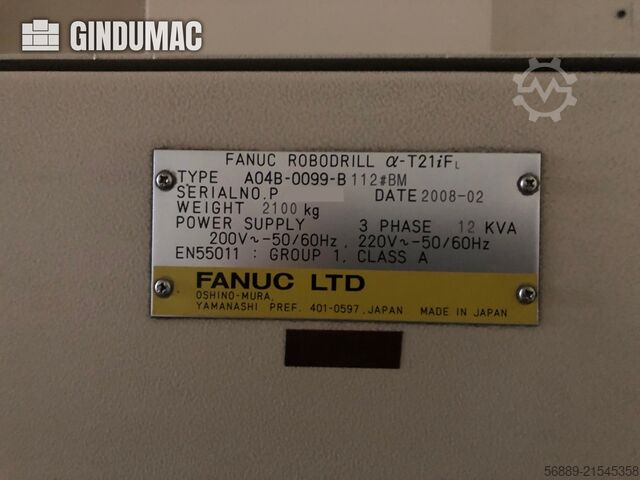 GINDUMAC
FANUC ROBODRILL α-T21iFL
TYPE A04B-0099-B112#BM
SERIAL NO. P DATE 2008-02
WEIGHT 2100 kg
POWER SUPPLY 3 PHASE 12 KVA
200V~-50/60Hz, 220V~-50/60Hz
EN55011 : GROUP 1, CLASS A
FANUC LTD
OSHINO-MURA,
YAMANASHI PREF. 401-0597, JAPAN MADE IN JAPAN
56889-21545358